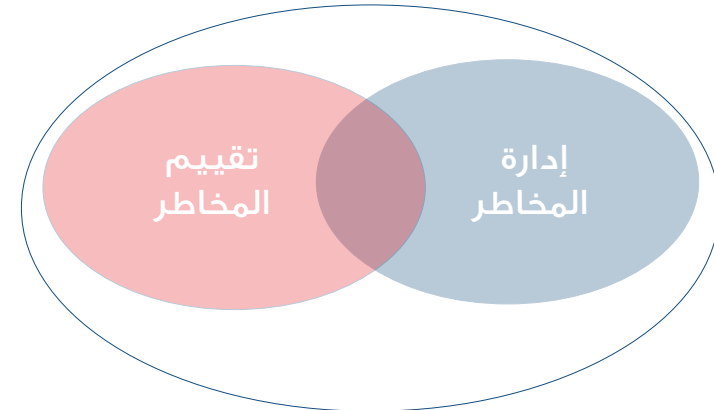 إدارة
المخاطر
تقييم
المخاطر